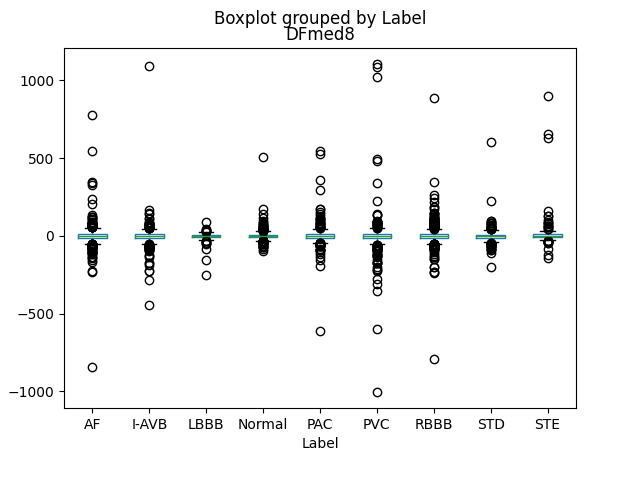 Boxplot grouped by Label
DFmed8
1000
500
0
−500
−1000
AF I-AVB LBBB Normal PAC PVC RBBB STD STE
Label